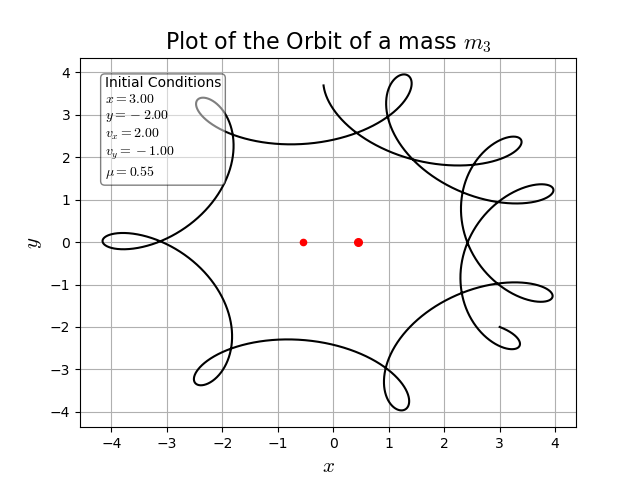 Plot of the Orbit of a mass m₃
Initial Conditions
x = 3.00
y = −2.00
vₓ = 2.00
v_y = −1.00
μ = 0.55
4
3
2
1
0
−1
−2
−3
−4
y
−4 −3 −2 −1 0 1 2 3 4
x